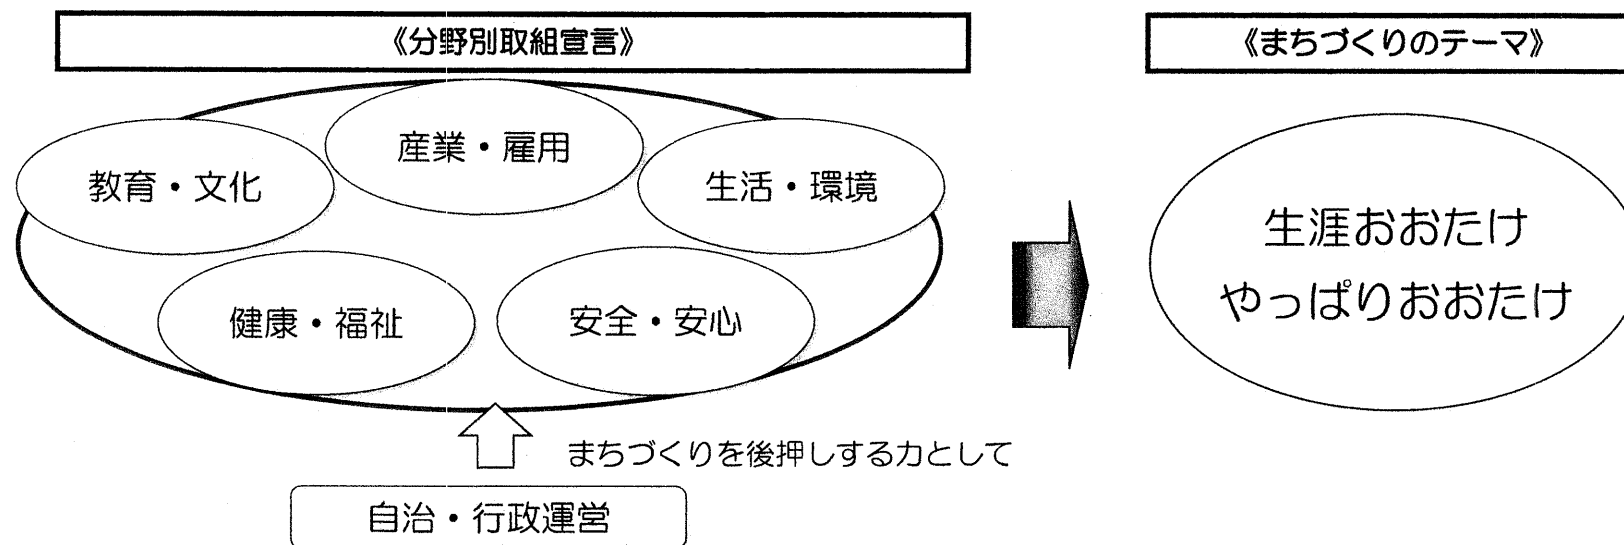 《分野別取組宣言》
《まちづくりのテーマ》
産業・雇用
教育・文化
生活・環境
健康・福祉
安全・安心
生涯おおたけ
やっぱりおおたけ
まちづくりを後押しする力として
自治・行政運営